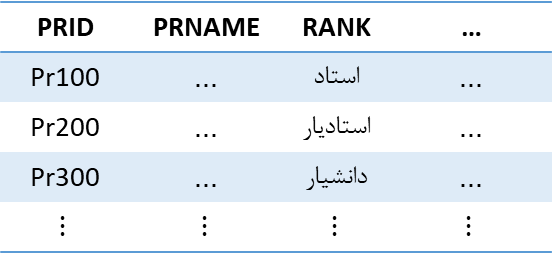 PRID PRNAME RANK ...
Pr100 ... استاد ...
Pr200 ... استادیار ...
Pr300 ... دانشیار ...
⋮ ⋮ ⋮ ⋮